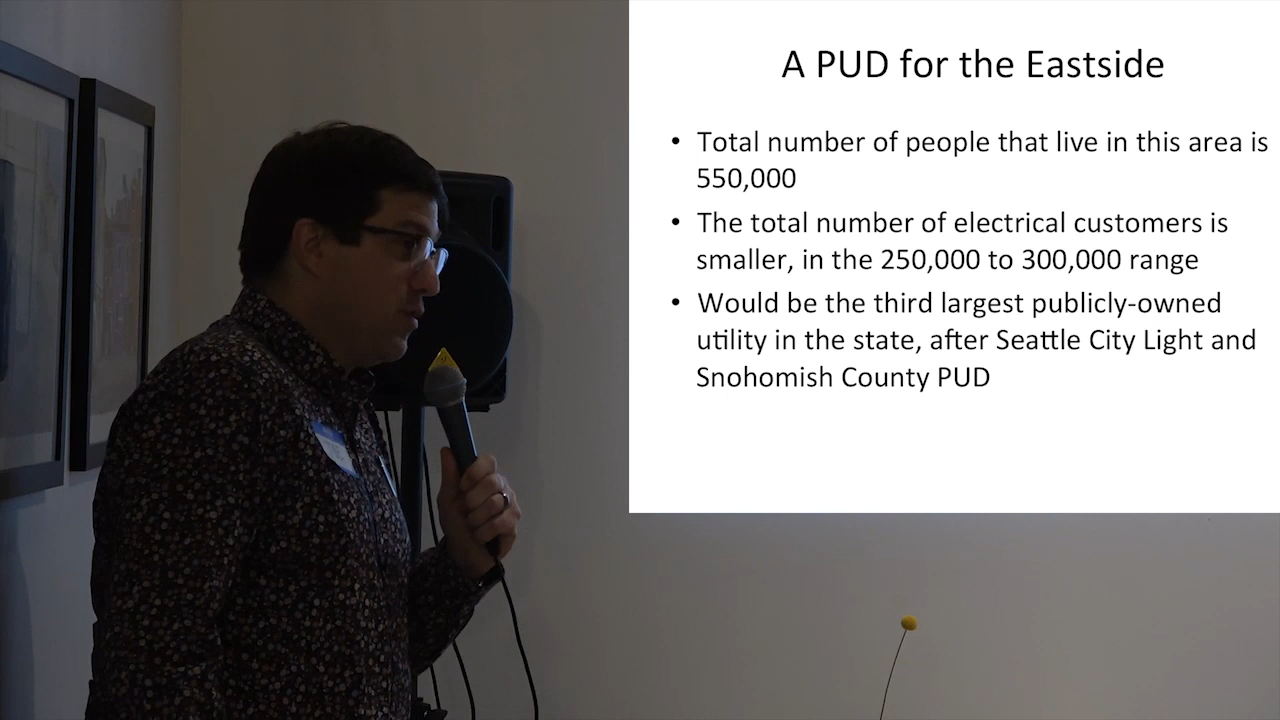 A PUD for the Eastside
• Total number of people that live in this area is
550,000
• The total number of electrical customers is
smaller, in the 250,000 to 300,000 range
• Would be the third largest publicly-owned
utility in the state, after Seattle City Light and
Snohomish County PUD